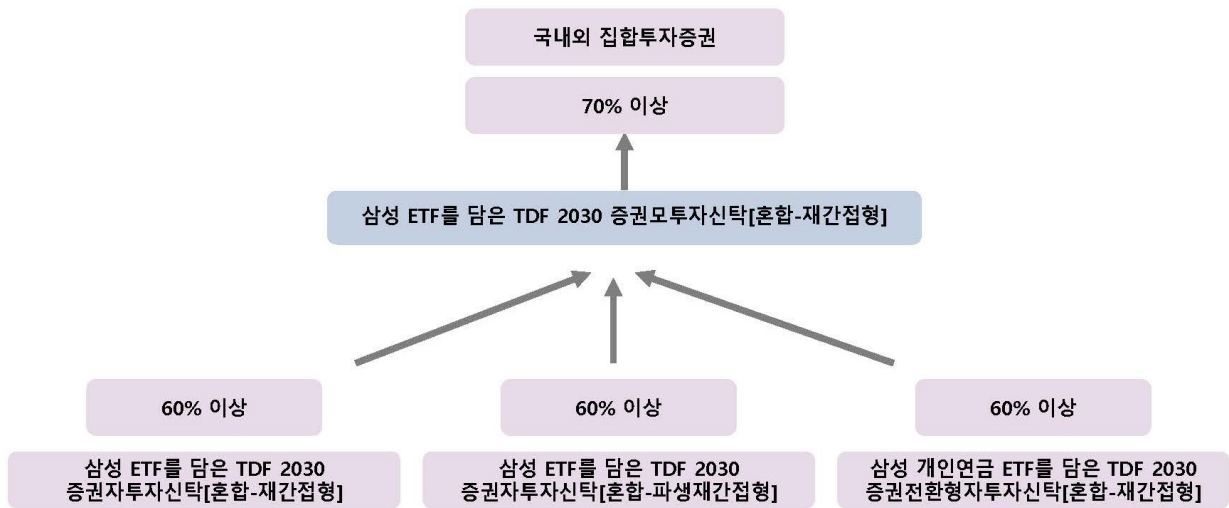 국내외 집합투자증권
70% 이상
삼성 ETF를 담은 TDF 2030 증권모투자신탁[혼합-재간접형]
60% 이상
60% 이상
60% 이상
삼성 ETF를 담은 TDF 2030
증권자투자신탁[혼합-재간접형]
삼성 ETF를 담은 TDF 2030
증권자투자신탁[혼합-파생재간접형]
삼성 개인연금 ETF를 담은 TDF 2030
증권전환형자투자신탁[혼합-재간접형]